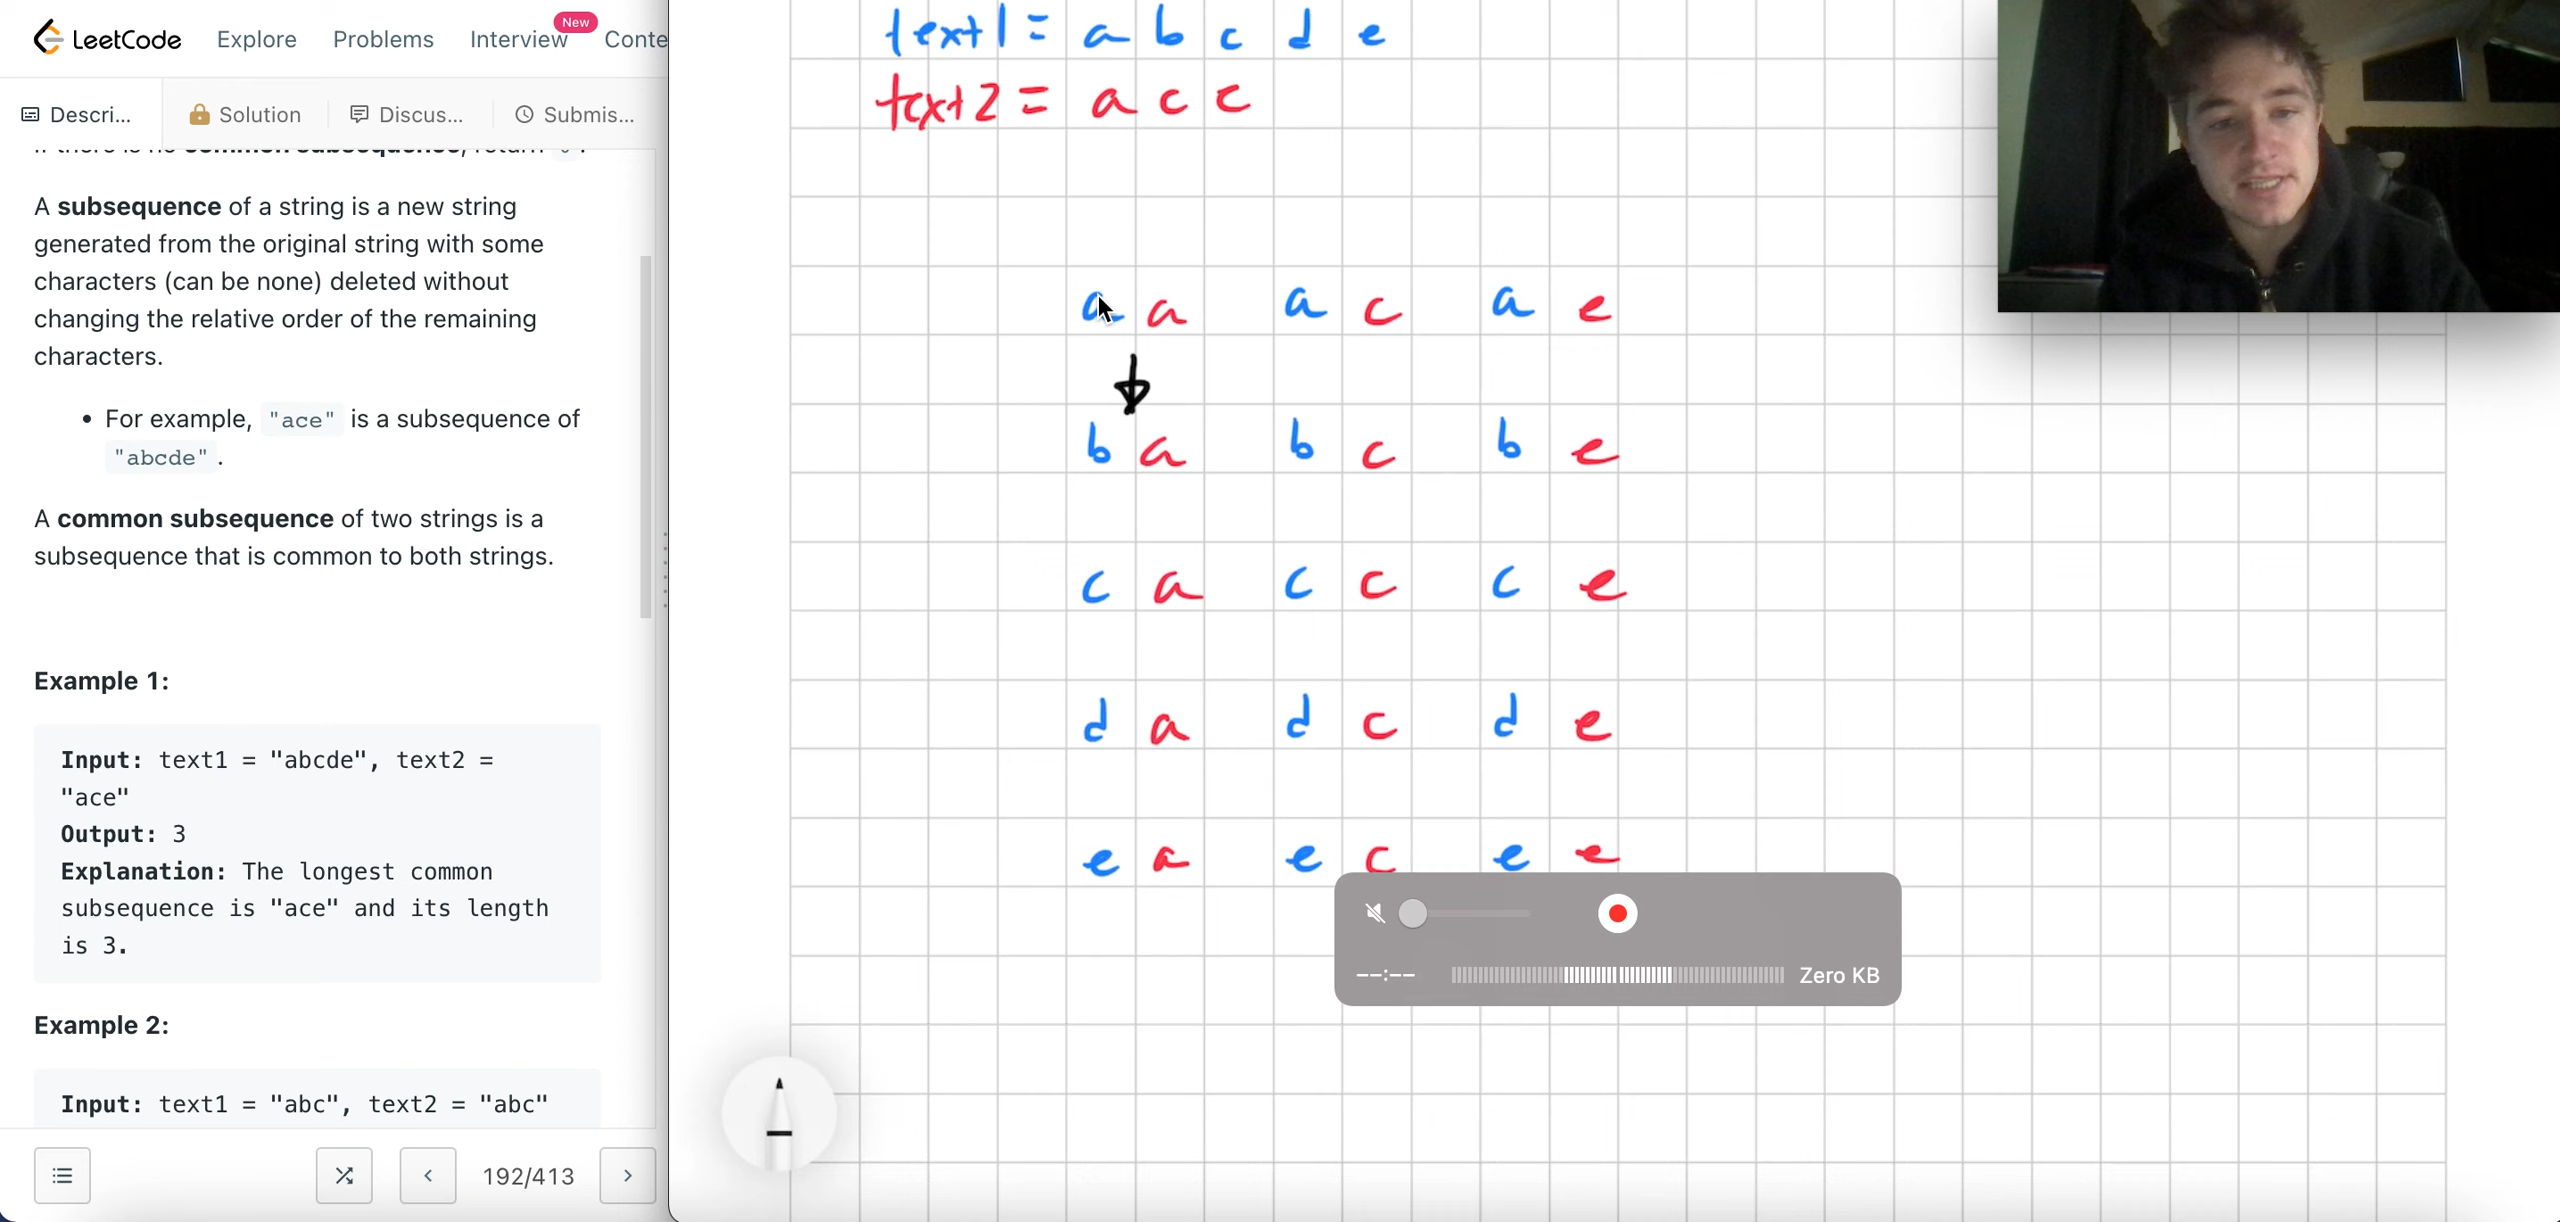 LeetCode Explore Problems Interview New Conte
Descri... Solution Discus... Submis...
A subsequence of a string is a new string
generated from the original string with some
characters (can be none) deleted without
changing the relative order of the remaining
characters.
• For example, "ace" is a subsequence of
"abcde".
A common subsequence of two strings is a
subsequence that is common to both strings.
Example 1:
Input: text1 = "abcde", text2 =
"ace"
Output: 3
Explanation: The longest common
subsequence is "ace" and its length
is 3.
Example 2:
Input: text1 = "abc", text2 = "abc"
192/413
text1 = a b c d e
text2 = a c e
a a a c a e
b a b c b e
c a c c c e
d a d c d e
e a e c e e
--:-- Zero KB